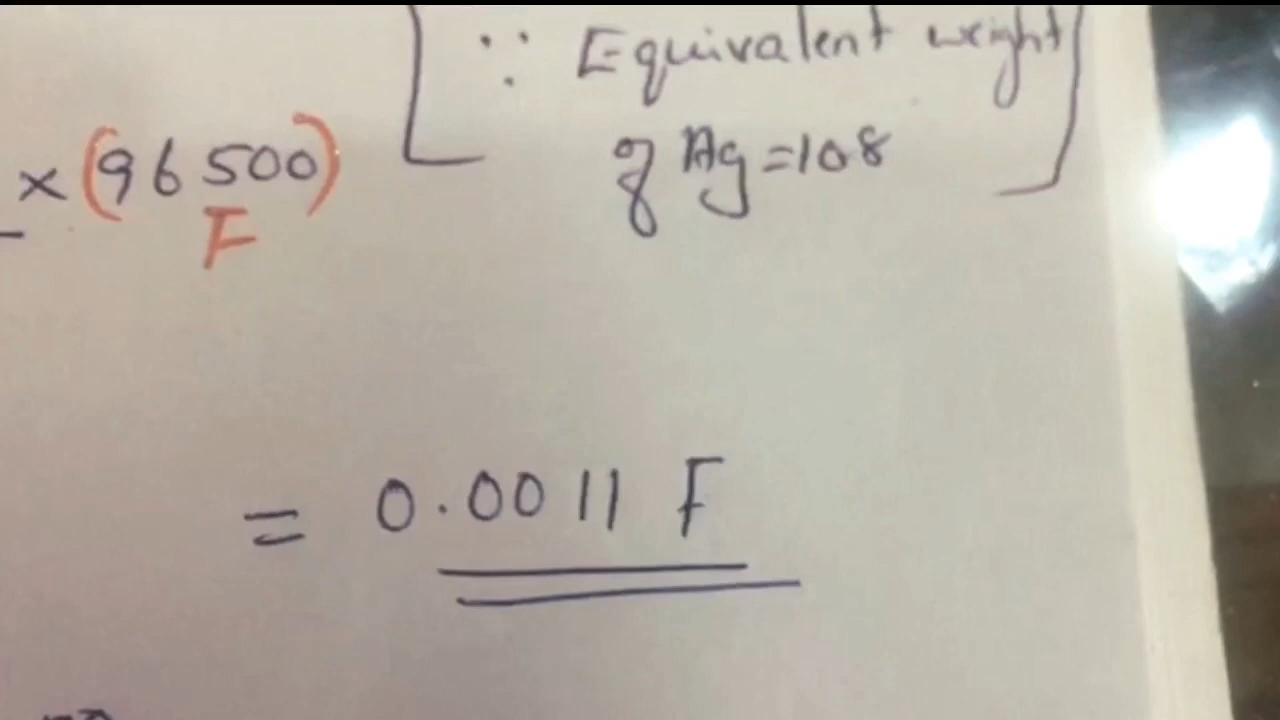 ∵ Equivalent weight
of Ag = 108
× (96500)
F
= 0.0011 F